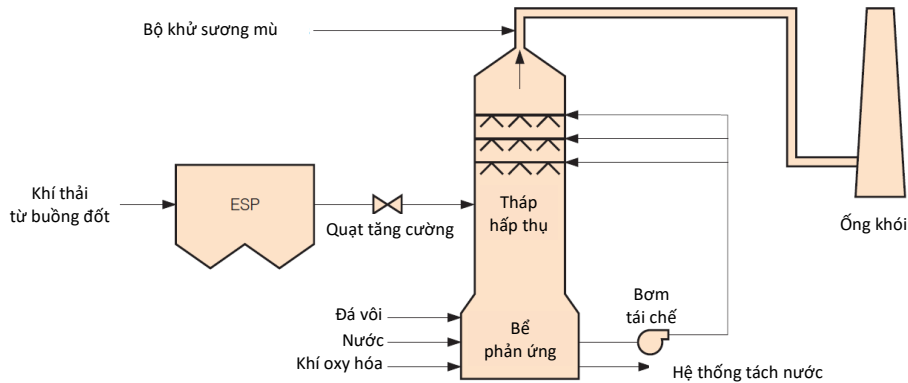 Bộ khử sương mù
Khí thải
từ buồng đốt
ESP
Quạt tăng cường
Tháp
hấp thụ
Ống khói
Đá vôi
Nước
Khí oxy hóa
Bể
phản ứng
Bơm
tái chế
Hệ thống tách nước